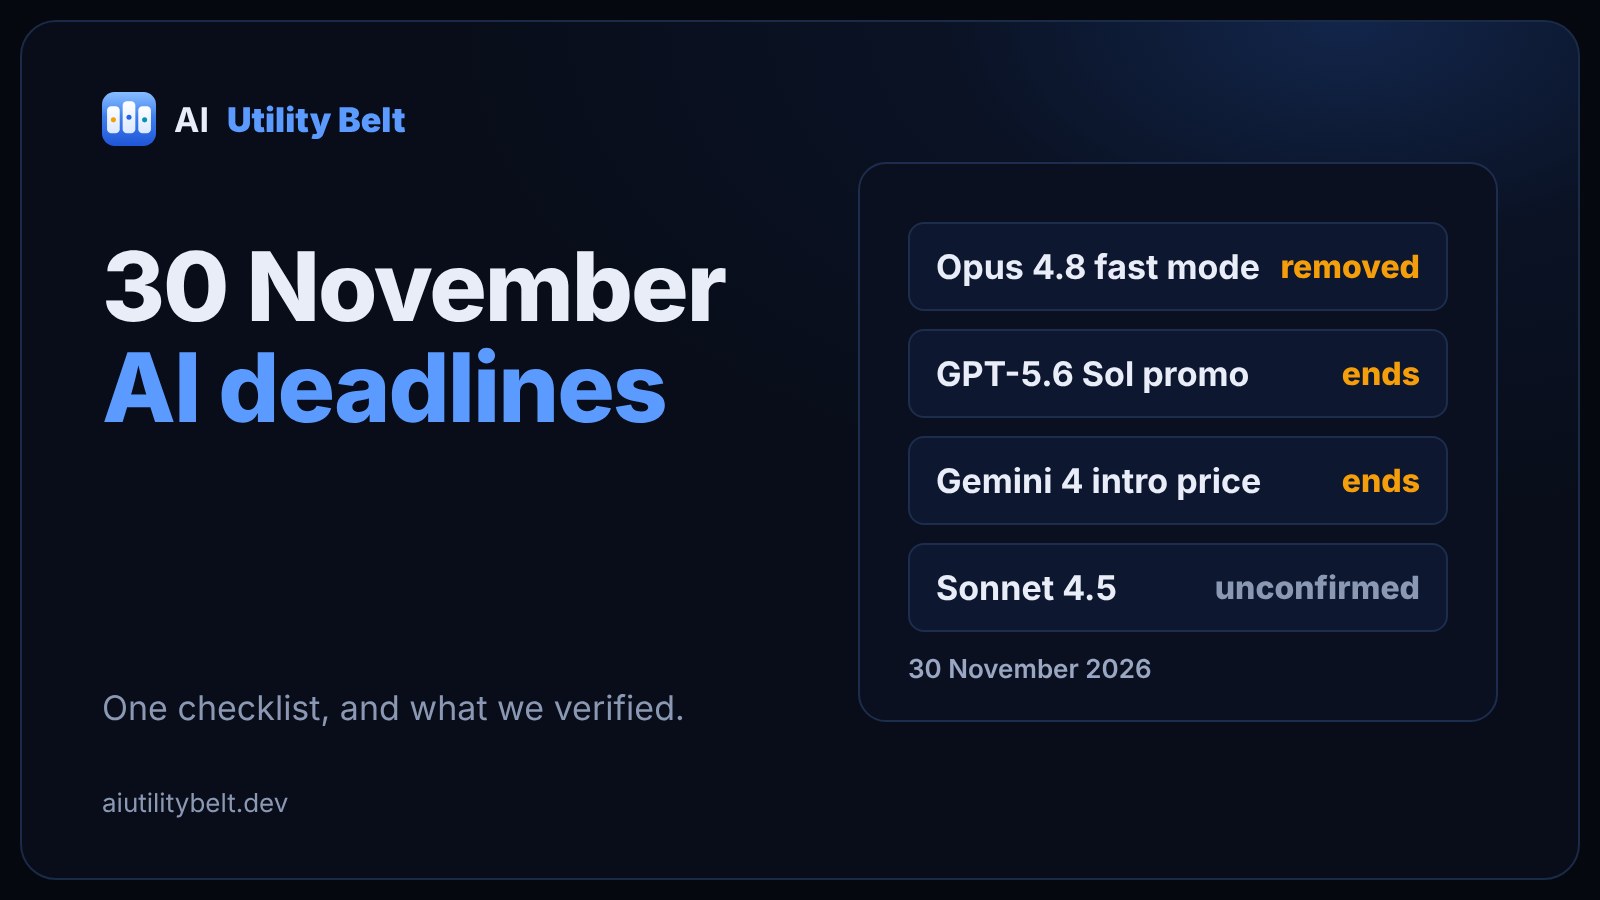 AI Utility Belt
30 November
AI deadlines
One checklist, and what we verified.
aiutilitybelt.dev
Opus 4.8 fast mode removed
GPT-5.6 Sol promo ends
Gemini 4 intro price ends
Sonnet 4.5 unconfirmed
30 November 2026